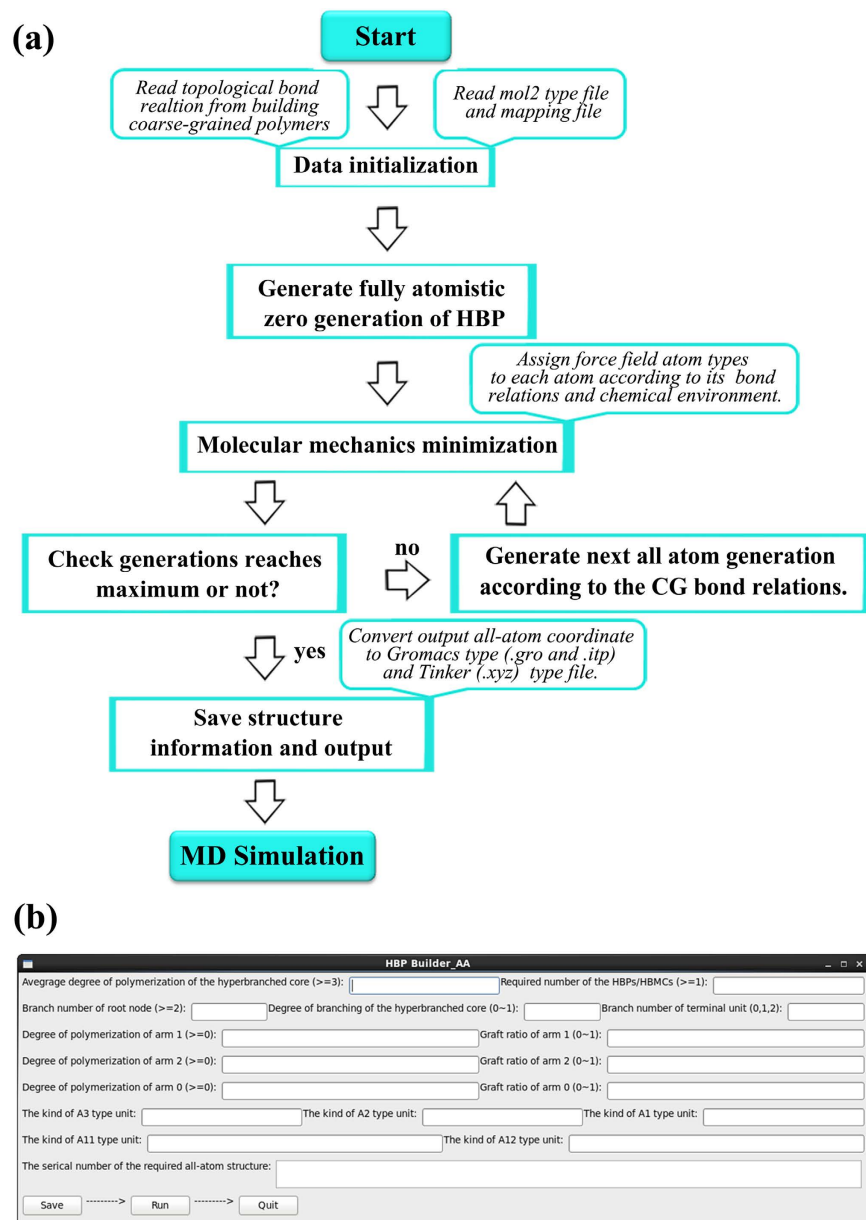 (a)
Start
Read topological bond
realtion from building
coarse-grained polymers
Read mol2 type file
and mapping file
Data initialization
Generate fully atomistic
zero generation of HBP
Assign force field atom types
to each atom according to its bond
relations and chemical environment.
Molecular mechanics minimization
Check generations reaches
maximum or not?
no
Generate next all atom generation
according to the CG bond relations.
yes
Convert output all-atom coordinate
to Gromacs type (.gro and .itp)
and Tinker (.xyz) type file.
Save structure
information and output
MD Simulation
(b)
HBP Builder_AA
Avegrage degree of polymerization of the hyperbranched core (>=3): Required number of the HBPs/HBMCs (>=1):
Branch number of root node (>=2): Degree of branching of the hyperbranched core (0~1): Branch number of terminal unit (0,1,2):
Degree of polymerization of arm 1 (>=0): Graft ratio of arm 1 (0~1):
Degree of polymerization of arm 2 (>=0): Graft ratio of arm 2 (0~1):
Degree of polymerization of arm 0 (>=0): Graft ratio of arm 0 (0~1):
The kind of A3 type unit: The kind of A2 type unit: The kind of A1 type unit:
The kind of A11 type unit: The kind of A12 type unit:
The serical number of the required all-atom structure:
Save ---------> Run ---------> Quit